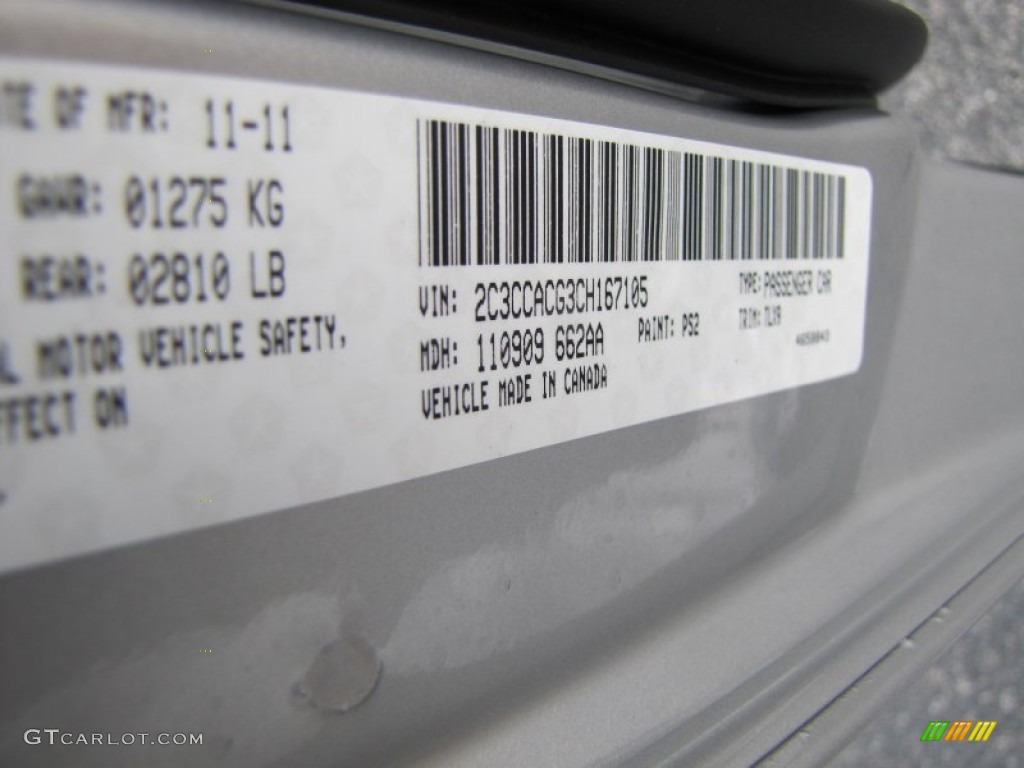 TE OF MFR: 11-11
GAWR: 01275 KG
REAR: 02810 LB
L MOTOR VEHICLE SAFETY,
FFECT ON
VIN: 2C3CCACG3CH167105
TYPE: PASSENGER CAR
MDH: 110909 662AA
PAINT: PS2
TRIM: TLX9
VEHICLE MADE IN CANADA
GTCARLOT.COM